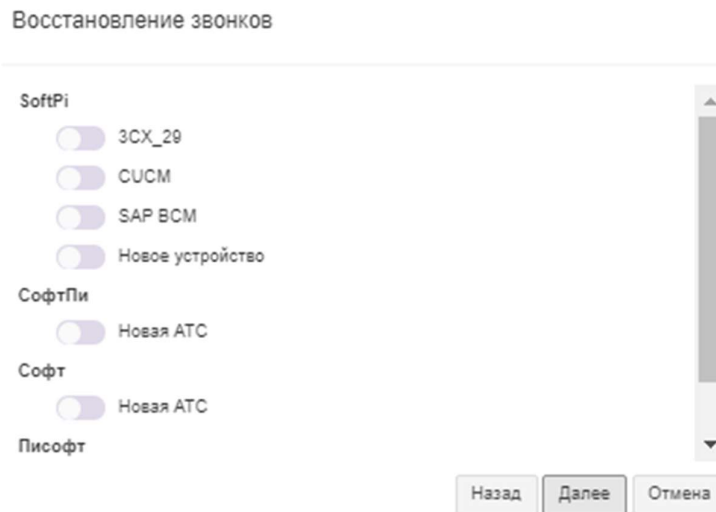 Восстановление звонков
SoftPi
3CX_29
CUCM
SAP BCM
Новое устройство
СофтПи
Новая АТС
Софт
Новая АТС
Писофт
Назад Далее Отмена